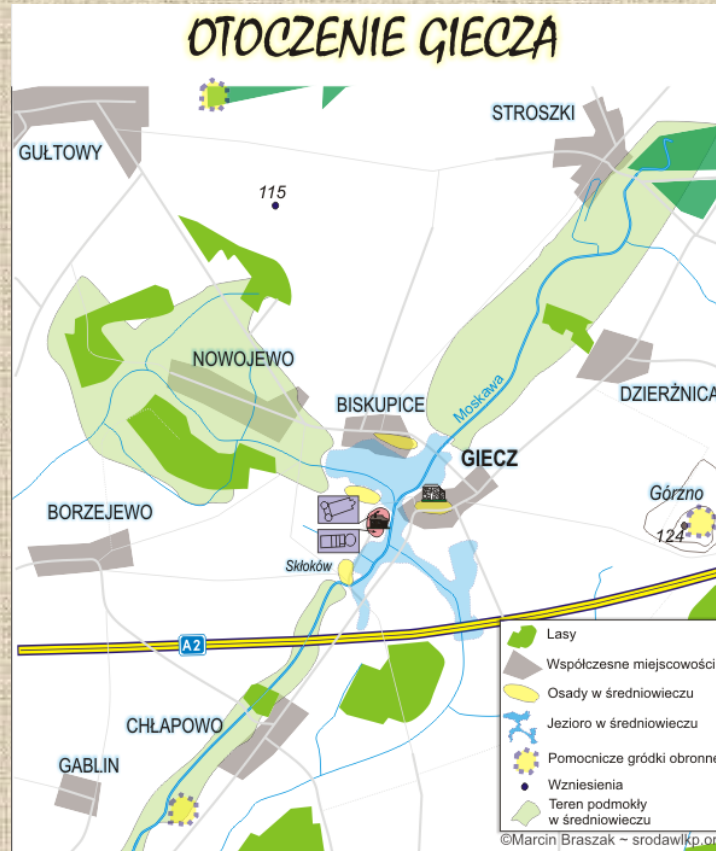 OTOCZENIE GIECZA
STROSZKI
GUŁTOWY
115
NOWOJEWO
DZIERŻNICA
BISKUPICE
Moskawa
GIECZ
Górzno
124
BORZEJEWO
Skłoków
A2
CHŁAPOWO
GABLIN
Lasy
Współczesne miejscowości
Osady w średniowieczu
Jezioro w średniowieczu
Pomocnicze gródki obronne
Wzniesienia
Teren podmokły
w średniowieczu
©Marcin Braszak ~ srodawlkp.or